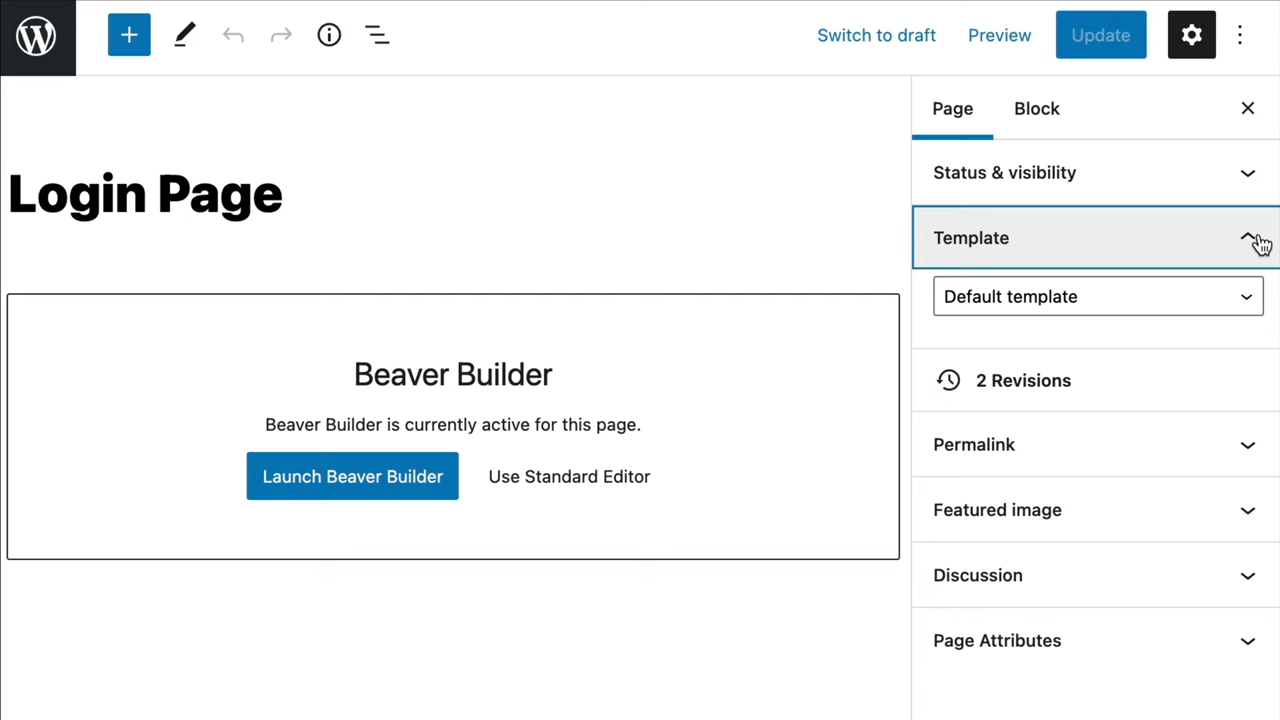 Switch to draft
Preview
Update
Page
Block
Status & visibility
Login Page
Template
Default template
Beaver Builder
2 Revisions
Beaver Builder is currently active for this page.
Permalink
Launch Beaver Builder
Use Standard Editor
Featured image
Discussion
Page Attributes